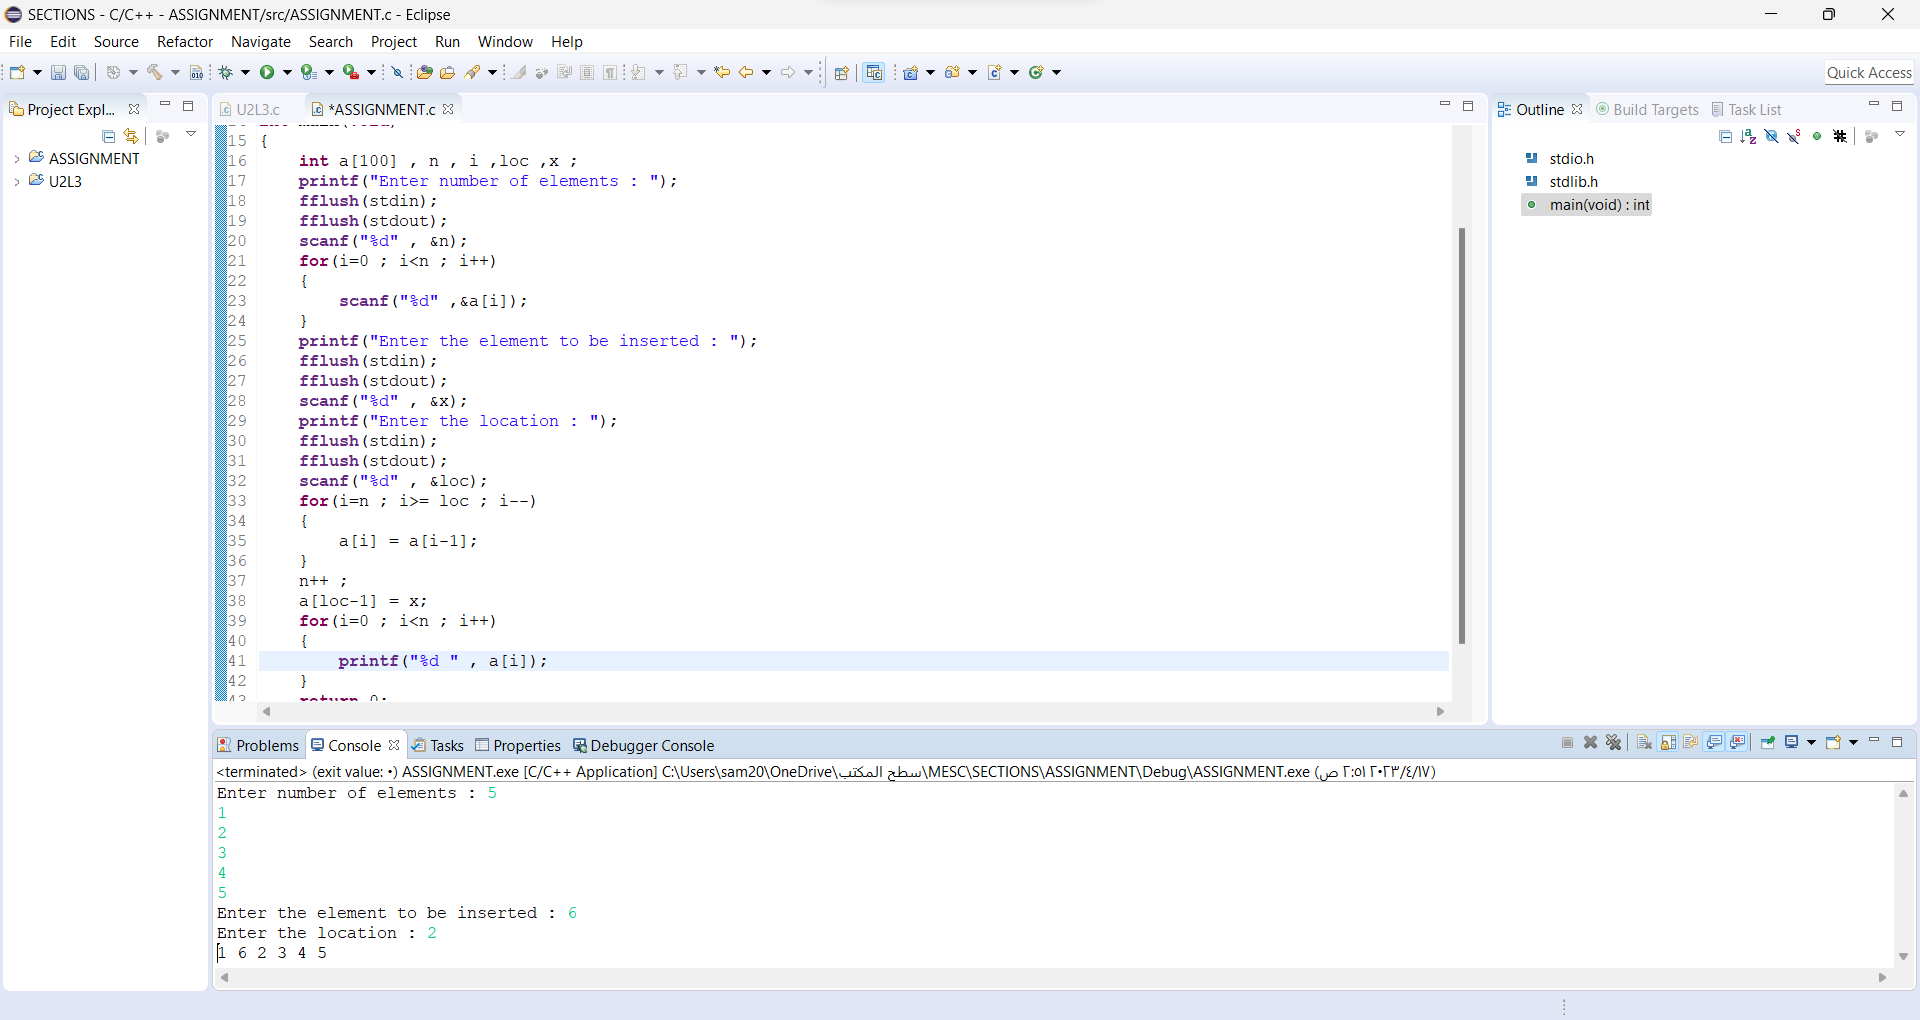 SECTIONS - C/C++ - ASSIGNMENT/src/ASSIGNMENT.c - Eclipse
File Edit Source Refactor Navigate Search Project Run Window Help
Quick Access
Project Expl...
ASSIGNMENT
U2L3
U2L3.c *ASSIGNMENT.c
15 {
16 int a[100] , n , i ,loc ,x ;
17 printf("Enter number of elements : ");
18 fflush(stdin);
19 fflush(stdout);
20 scanf("%d" , &n);
21 for(i=0 ; i<n ; i++)
22 {
23 scanf("%d" ,&a[i]);
24 }
25 printf("Enter the element to be inserted : ");
26 fflush(stdin);
27 fflush(stdout);
28 scanf("%d" , &x);
29 printf("Enter the location : ");
30 fflush(stdin);
31 fflush(stdout);
32 scanf("%d" , &loc);
33 for(i=n ; i>= loc ; i--)
34 {
35 a[i] = a[i-1];
36 }
37 n++ ;
38 a[loc-1] = x;
39 for(i=0 ; i<n ; i++)
40 {
41 printf("%d " , a[i]);
42 }
43 return 0;
Outline Build Targets Task List
stdio.h
stdlib.h
main(void) : int
Problems Console Tasks Properties Debugger Console
<terminated> (exit value: ٠) ASSIGNMENT.exe [C/C++ Application] C:\Users\sam20\OneDrive\سطح المكتب\MESC\SECTIONS\ASSIGNMENT\Debug\ASSIGNMENT.exe (٢٠٢٣/٤/١٧ ٢:٥١ ص)
Enter number of elements : 5
1
2
3
4
5
Enter the element to be inserted : 6
Enter the location : 2
1 6 2 3 4 5